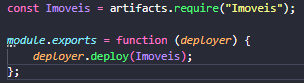 const Imoveis = artifacts.require("Imoveis");
module.exports = function (deployer) {
deployer.deploy(Imoveis);
};